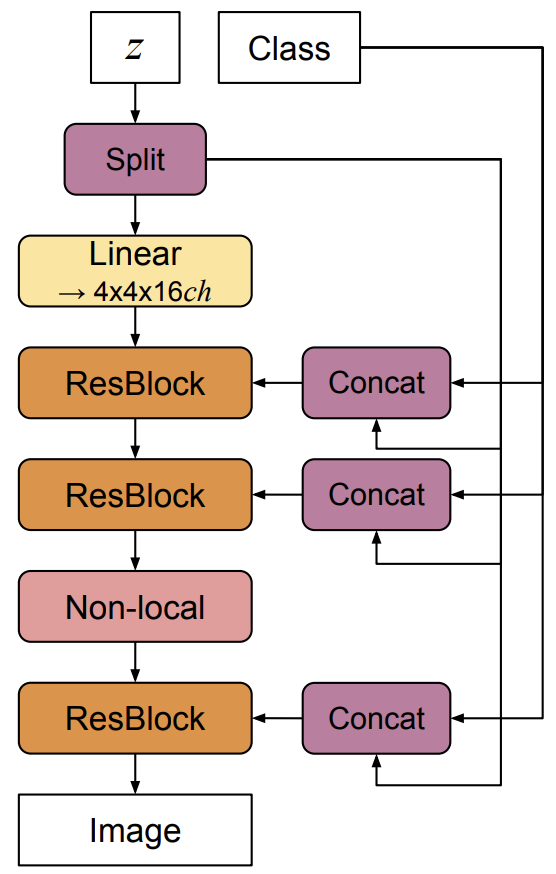 z
Class
Split
Linear
→ 4x4x16ch
ResBlock
Concat
ResBlock
Concat
Non-local
ResBlock
Concat
Image